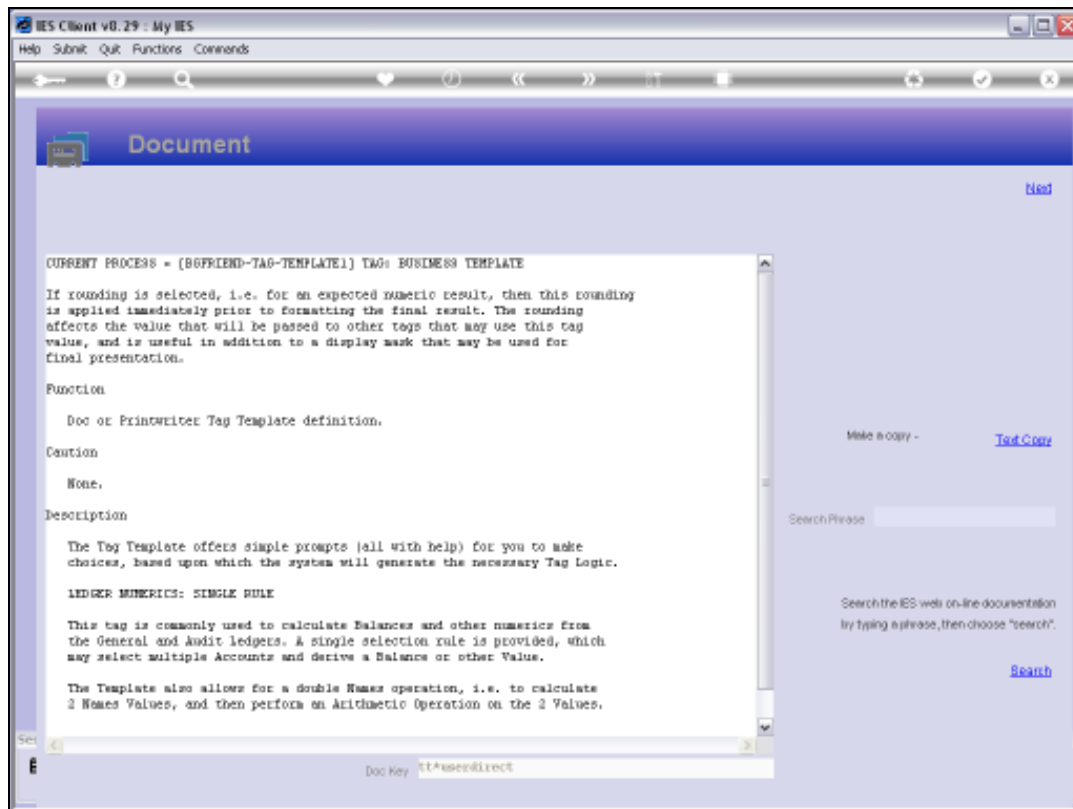 IES Client v8.29 : My IES
Help Submit Quit Functions Commands
Document
Next
CURRENT PROCESS = (BGFRIEND-TAG-TEMPLATE1) TAG: BUSINESS TEMPLATE
If rounding is selected, i.e. for an expected numeric result, then this rounding
is applied immediately prior to formatting the final result. The rounding
affects the value that will be passed to other tags that may use this tag
value, and is useful in addition to a display mask that may be used for
final presentation.
Function
Doc or Printwriter Tag Template definition.
Caution
None.
Description
The Tag Template offers simple prompts (all with help) for you to make
choices, based upon which the system will generate the necessary Tag Logic.
LEDGER NUMERICS: SINGLE RULE
This tag is commonly used to calculate Balances and other numerics from
the General and Audit ledgers. A single selection rule is provided, which
may select multiple Accounts and derive a Balance or other Value.
The Template also allows for a double Names operation, i.e. to calculate
2 Names Values, and then perform an Arithmetic Operation on the 2 Values.
Make a copy -
Text Copy
Search Phrase
Search the IES web on-line documentation
by typing a phrase, then choose "search".
Search
Ses
Doc Key tt*userdirect